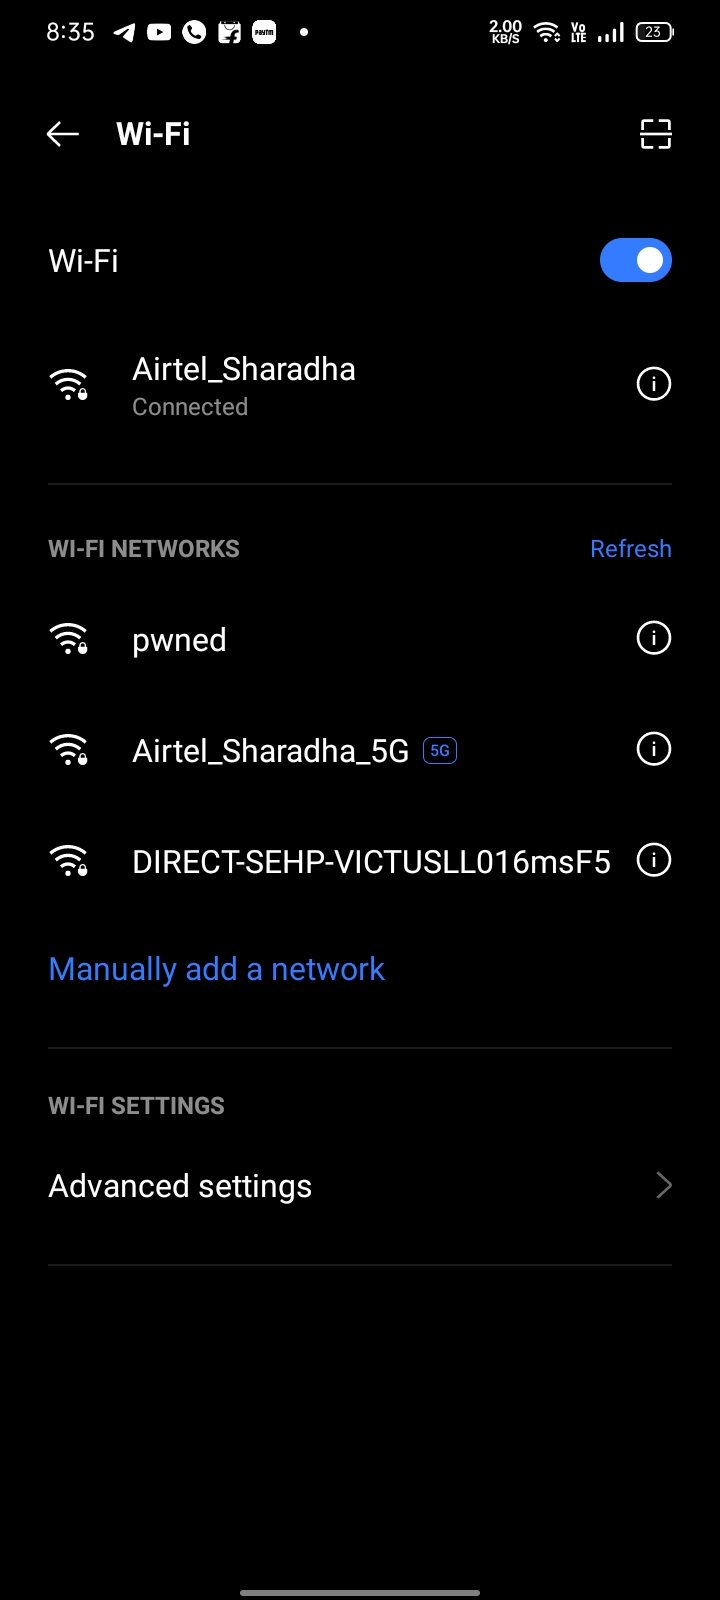 8:35 paytm 2.00 KB/S Vo LTE 23
Wi-Fi
Wi-Fi
Airtel_Sharadha
Connected
WI-FI NETWORKS Refresh
pwned
Airtel_Sharadha_5G 5G
DIRECT-SEHP-VICTUSLL016msF5
Manually add a network
WI-FI SETTINGS
Advanced settings